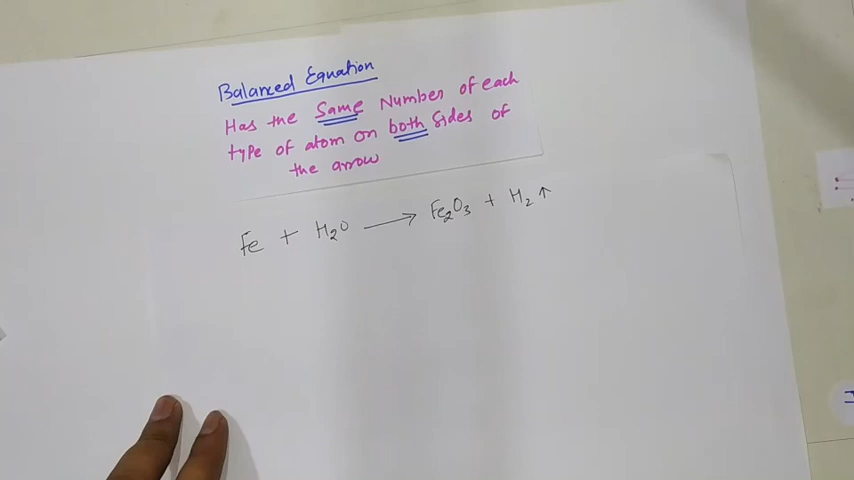 Balanced Equation
Has the Same Number of each
type of atom on both sides of
the arrow
Fe + H₂O → Fe₂O₃ + H₂↑